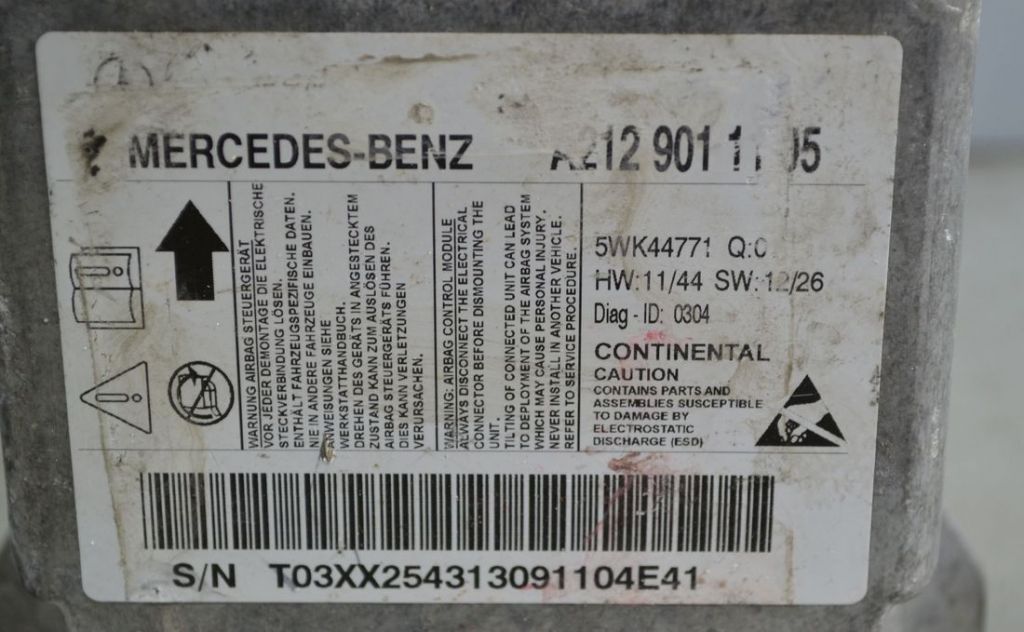 MERCEDES-BENZ
212 901
WARNUNG AIRBAG STEUERGERÄT
VOR JEDER DEMONTAGE DIE ELEKTRISCHE
STECKVERBINDUNG LÖSEN.
ENTHÄLT FAHRZEUGSPEZIFISCHE DATEN.
NIE IN ANDERE FAHRZEUGE EINBAUEN.
ANWEISUNGEN SIEHE
WERKSTATTHANDBUCH.
DREHEN DES GERÄTS IN ANGESTECKTEM
ZUSTAND KANN ZUM AUSLÖSEN DES
AIRBAG STEUERGERÄTS FÜHREN.
DIES KANN VERLETZUNGEN
VERURSACHEN.
WARNING: AIRBAG CONTROL MODULE
ALWAYS DISCONNECT THE ELECTRICAL
CONNECTOR BEFORE DISMOUNTING THE
UNIT.
TILTING OF CONNECTED UNIT CAN LEAD
TO DEPLOYMENT OF THE AIRBAG SYSTEM
WHICH MAY CAUSE PERSONAL INJURY.
NEVER INSTALL IN ANOTHER VEHICLE.
REFER TO SERVICE PROCEDURE.
5WK44771
HW:11/44 SW:12/26
Diag - ID: 0304
CONTINENTAL
CAUTION
CONTAINS PARTS AND
ASSEMBLIES SUSCEPTIBLE
TO DAMAGE BY
ELECTROSTATIC
DISCHARGE (ESD)
S/N T03XX254313091104E41